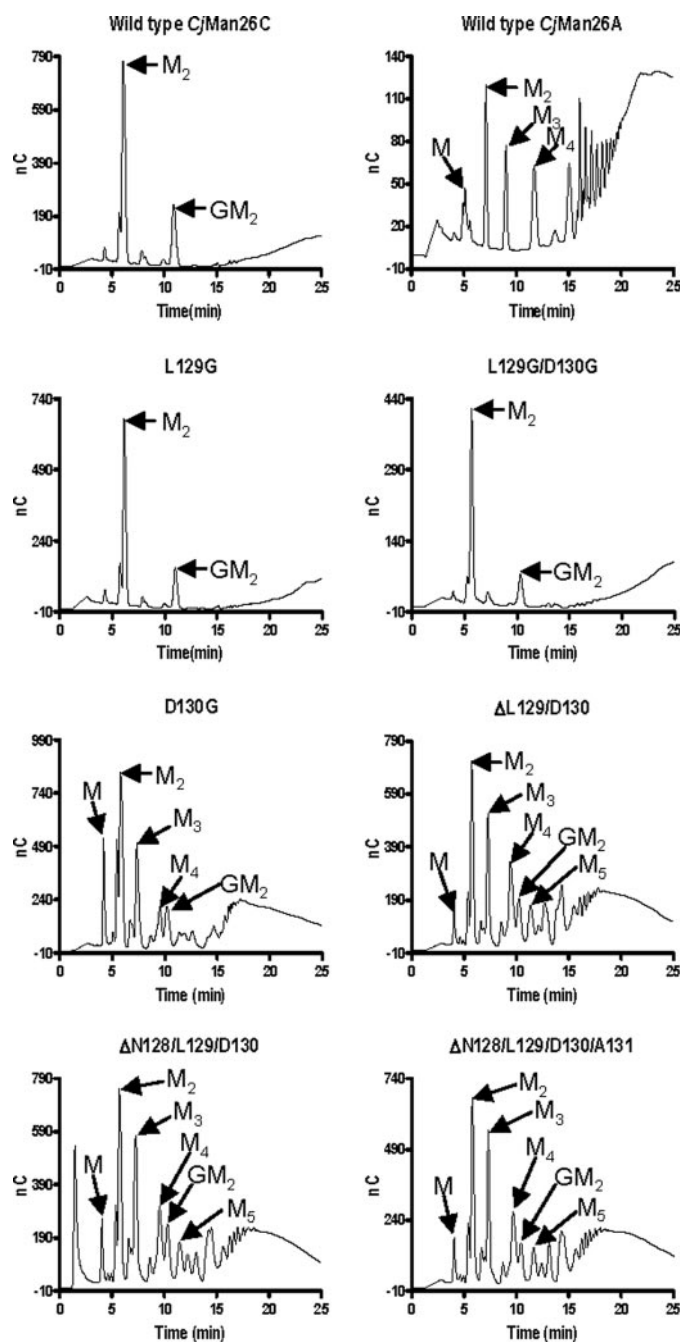 Wild type CjMan26C
790
590
390
190
-10
nC
M2
GM2
0 5 10 15 20 25
Time(min)
Wild type CjMan26A
140
110
80
50
20
-10
nC
M
M2
M3
M4
0 5 10 15 20 25
Time(min)
L129G
740
490
240
-10
nC
M2
GM2
0 5 10 15 20 25
Time(min)
L129G/D130G
440
290
140
-10
nC
M2
GM2
0 5 10 15 20 25
Time(min)
D130G
990
740
490
240
-10
nC
M
M2
M3
M4
GM2
0 5 10 15 20 25
Time (min)
ΔL129/D130
790
590
390
190
-10
nC
M
M2
M3
M4
GM2
M5
0 5 10 15 20 25
Time (min)
ΔN128/L129/D130
790
590
390
190
-10
nC
M
M2
M3
M4
GM2
M5
0 5 10 15 20 25
Time (min)
ΔN128/L129/D130/A131
740
490
240
-10
nC
M
M2
M3
M4
GM2
M5
0 5 10 15 20 25
Time (min)